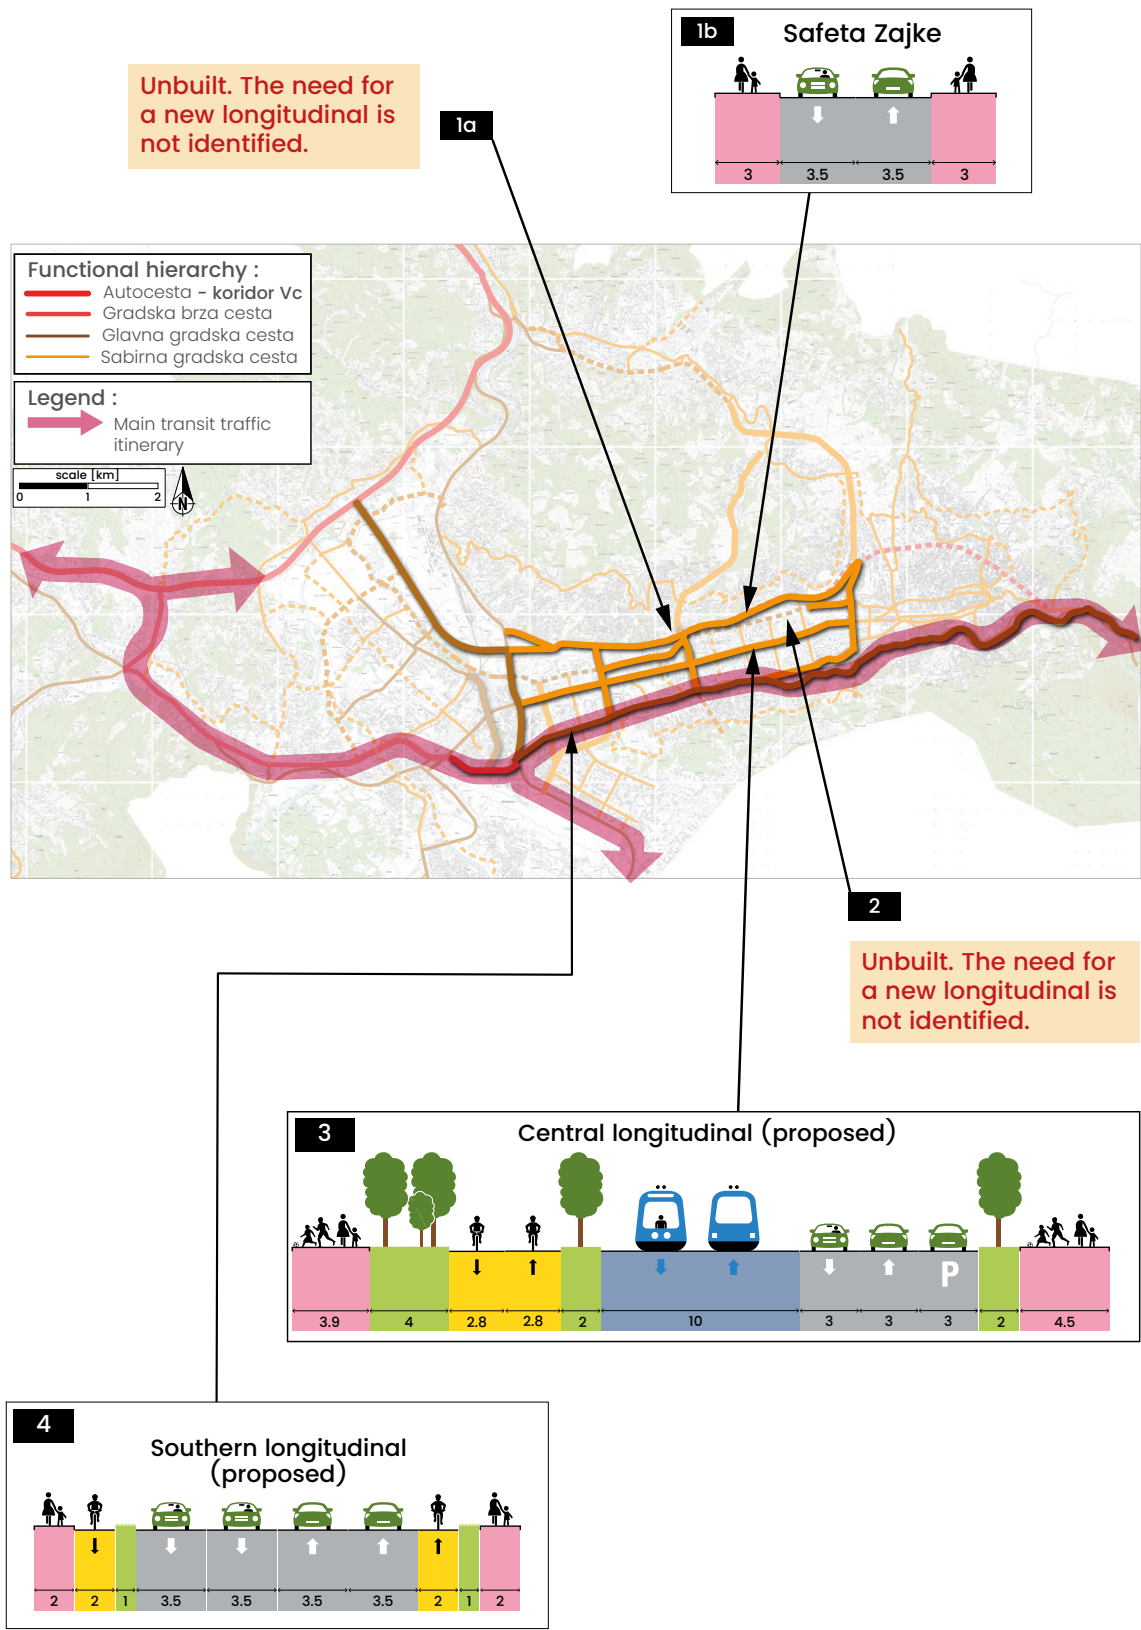 1b
Safeta Zajke
3
3.5
3.5
3
Unbuilt. The need for
a new longitudinal is
not identified.
1a
Functional hierarchy :
Autocesta - koridor Vc
Gradska brza cesta
Glavna gradska cesta
Sabirna gradska cesta
Legend :
Main transit traffic
itinerary
scale [km]
0 1 2
N
2
Unbuilt. The need for
a new longitudinal is
not identified.
3
Central longitudinal (proposed)
P
3.9 4 2.8 2.8 2 10 3 3 3 2 4.5
4
Southern longitudinal
(proposed)
2 2 1 3.5 3.5 3.5 3.5 2 1 2